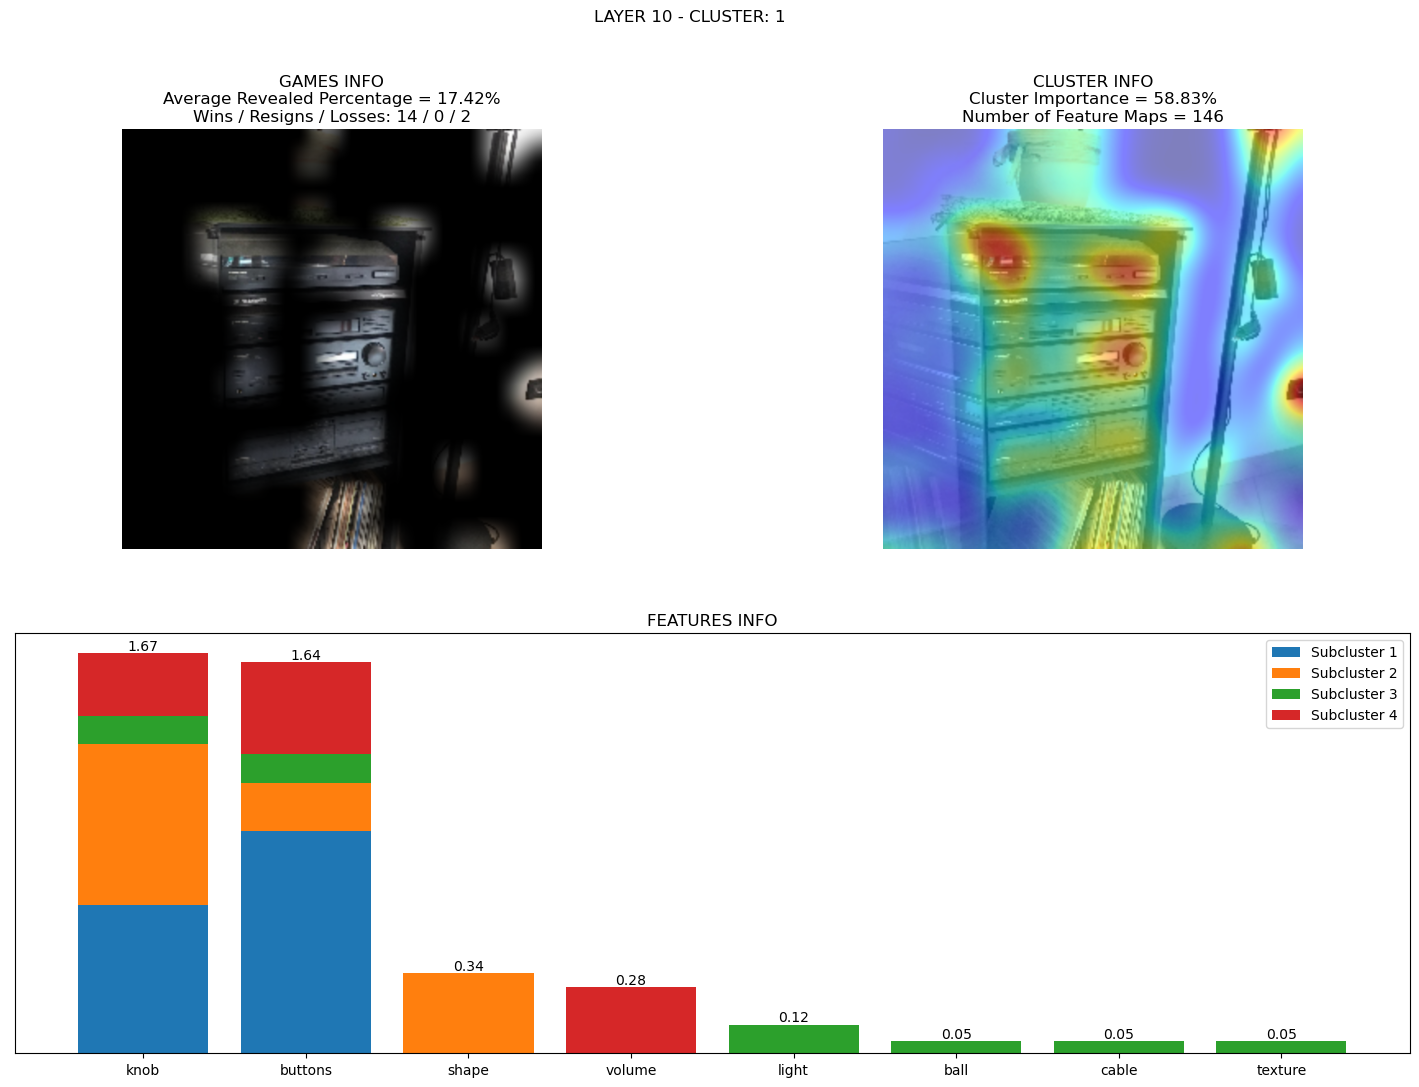 LAYER 10 - CLUSTER: 1
GAMES INFO
Average Revealed Percentage = 17.42%
Wins / Resigns / Losses: 14 / 0 / 2
CLUSTER INFO
Cluster Importance = 58.83%
Number of Feature Maps = 146
FEATURES INFO
1.67
1.64
0.34
0.28
0.12
0.05
0.05
0.05
Subcluster 1
Subcluster 2
Subcluster 3
Subcluster 4
knob
buttons
shape
volume
light
ball
cable
texture